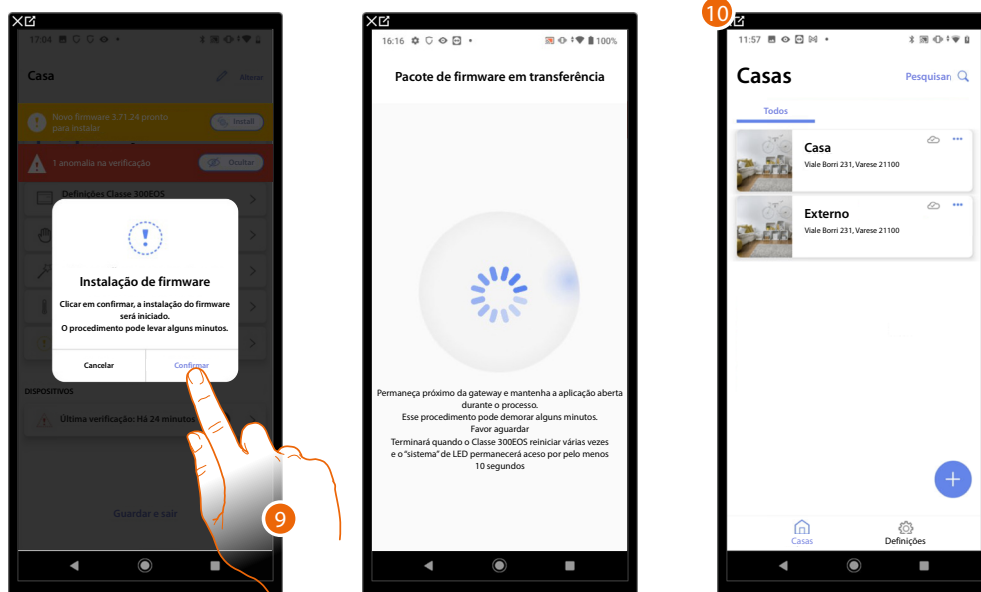 17:04
Casa
Alterar
Novo firmware 3.71.24 pronto
para instalar
Install
1 anomalia na verificação
Ocultar
Definições Classe 300EOS
Instalação de firmware
Clicar em confirmar, a instalação do firmware
será iniciado.
O procedimento pode levar alguns minutos.
Cancelar
Confirmar
DISPOSITIVOS
Última verificação: Há 24 minutos
Guardar e sair
9
16:16
100%
Pacote de firmware em transferência
Permaneça próximo da gateway e mantenha a aplicação aberta
durante o processo.
Esse procedimento pode demorar alguns minutos.
Favor aguardar
Terminará quando o Classe 300EOS reiniciar várias vezes
e o “sistema” de LED permanecerá aceso por pelo menos
10 segundos
10
11:57
Casas
Pesquisar
Todos
Casa
Viale Borri 231, Varese 21100
Externo
Viale Borri 231, Varese 21100
Casas
Definições